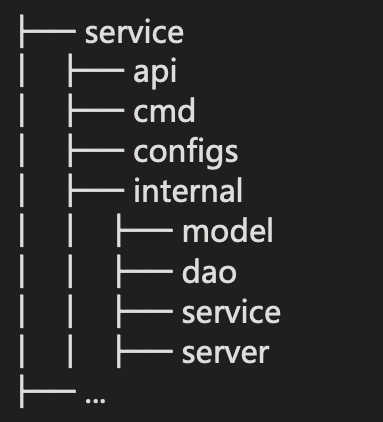 ├── service
│   ├── api
│   ├── cmd
│   ├── configs
│   ├── internal
│   │   ├── model
│   │   ├── dao
│   │   ├── service
│   │   ├── server
├── ...